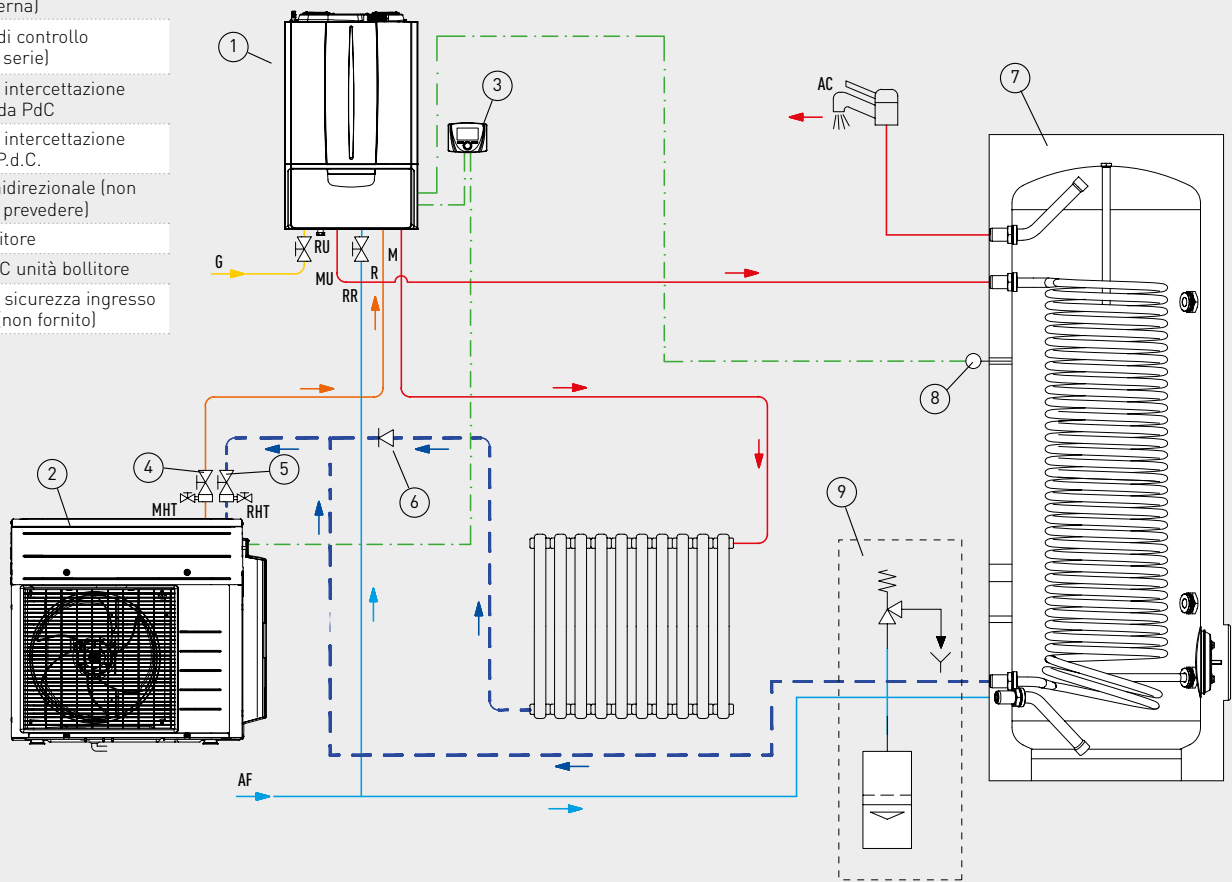 erna)
di controllo
serie)
intercettazione
da PdC
intercettazione
P.d.C.
nidirezionale (non
prevedere)
itore
C unità bollitore
sicurezza ingresso
(non fornito)
1
3
AC
7
G
RU
MU
R
M
RR
8
4
5
2
6
MHT
RHT
9
AF